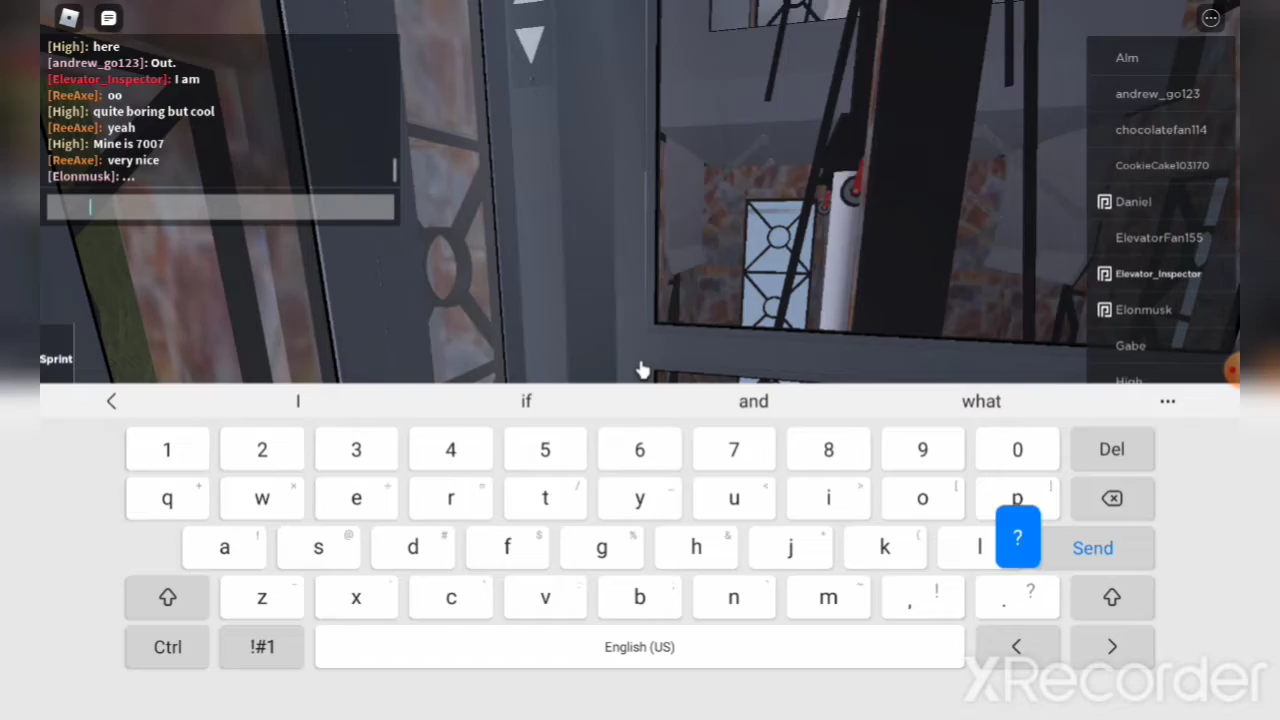 [High]: here
[andrew_go123]: Out.
[Elevator_Inspector]: I am
[ReeAxe]: oo
[High]: quite boring but cool
[ReeAxe]: yeah
[High]: Mine is 7007
[ReeAxe]: very nice
[Elonmusk]: ...
Alm
andrew_go123
chocolatefan114
CookieCake103170
Daniel
ElevatorFan155
Elevator_Inspector
Elonmusk
Gabe
High
Sprint
I if and what ...
1 2 3 4 5 6 7 8 9 0 Del
q w e r t y u i o p
a s d f g h j k l ? Send
z x c v b n m , ! . ?
Ctrl !#1 English (US) < >
XRecorder